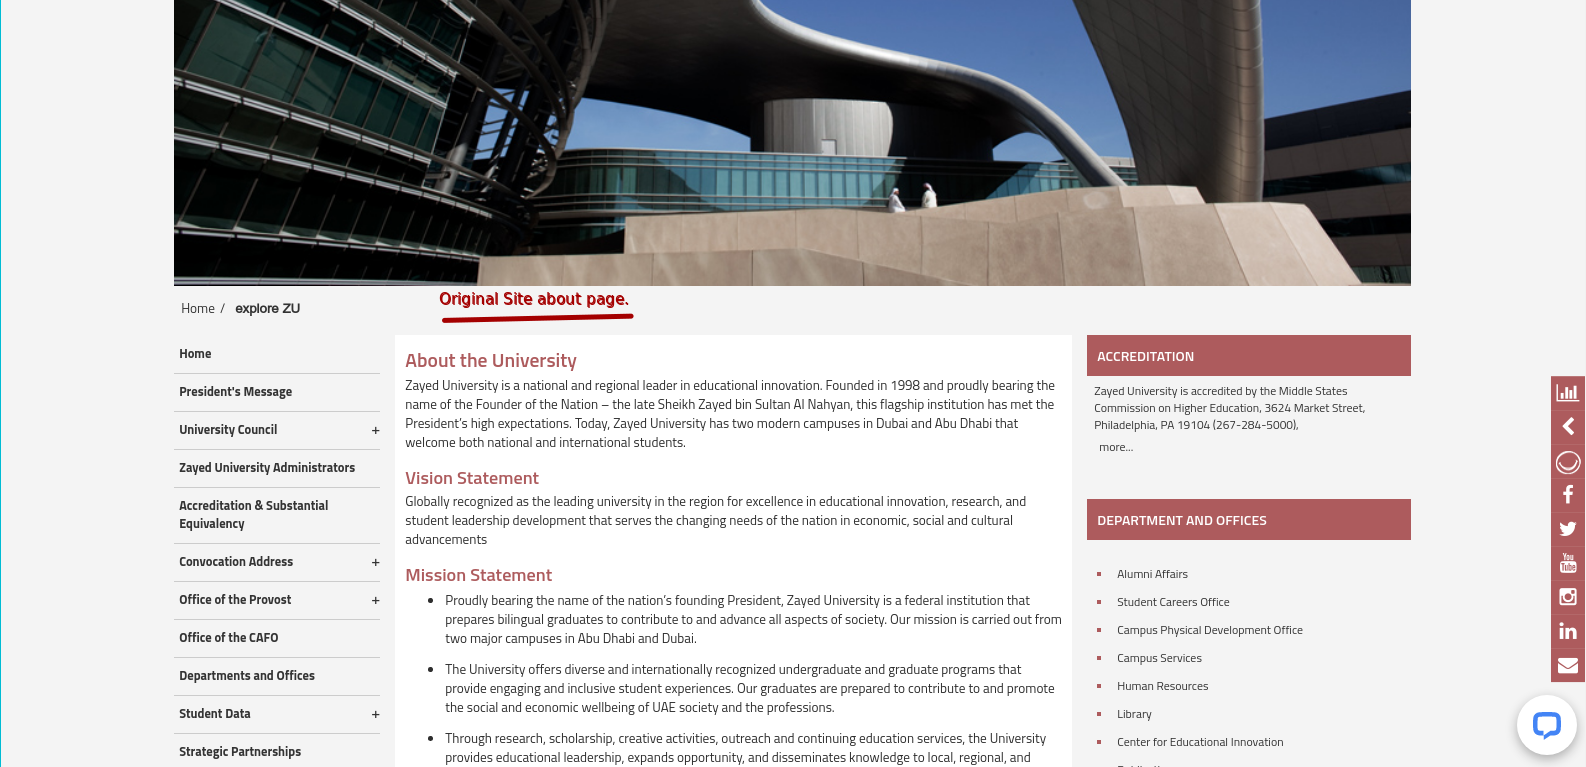 Original Site about page.
Home / explore ZU
Home
President's Message
University Council +
Zayed University Administrators
Accreditation & Substantial
Equivalency
Convocation Address +
Office of the Provost +
Office of the CAFO
Departments and Offices
Student Data +
Strategic Partnerships
About the University
Zayed University is a national and regional leader in educational innovation. Founded in 1998 and proudly bearing the
name of the Founder of the Nation – the late Sheikh Zayed bin Sultan Al Nahyan, this flagship institution has met the
President’s high expectations. Today, Zayed University has two modern campuses in Dubai and Abu Dhabi that
welcome both national and international students.
Vision Statement
Globally recognized as the leading university in the region for excellence in educational innovation, research, and
student leadership development that serves the changing needs of the nation in economic, social and cultural
advancements
Mission Statement
• Proudly bearing the name of the nation’s founding President, Zayed University is a federal institution that
prepares bilingual graduates to contribute to and advance all aspects of society. Our mission is carried out from
two major campuses in Abu Dhabi and Dubai.
• The University offers diverse and internationally recognized undergraduate and graduate programs that
provide engaging and inclusive student experiences. Our graduates are prepared to contribute to and promote
the social and economic wellbeing of UAE society and the professions.
• Through research, scholarship, creative activities, outreach and continuing education services, the University
provides educational leadership, expands opportunity, and disseminates knowledge to local, regional, and
ACCREDITATION
Zayed University is accredited by the Middle States
Commission on Higher Education, 3624 Market Street,
Philadelphia, PA 19104 (267-284-5000),
more...
DEPARTMENT AND OFFICES
Alumni Affairs
Student Careers Office
Campus Physical Development Office
Campus Services
Human Resources
Library
Center for Educational Innovation
You
Tube
in